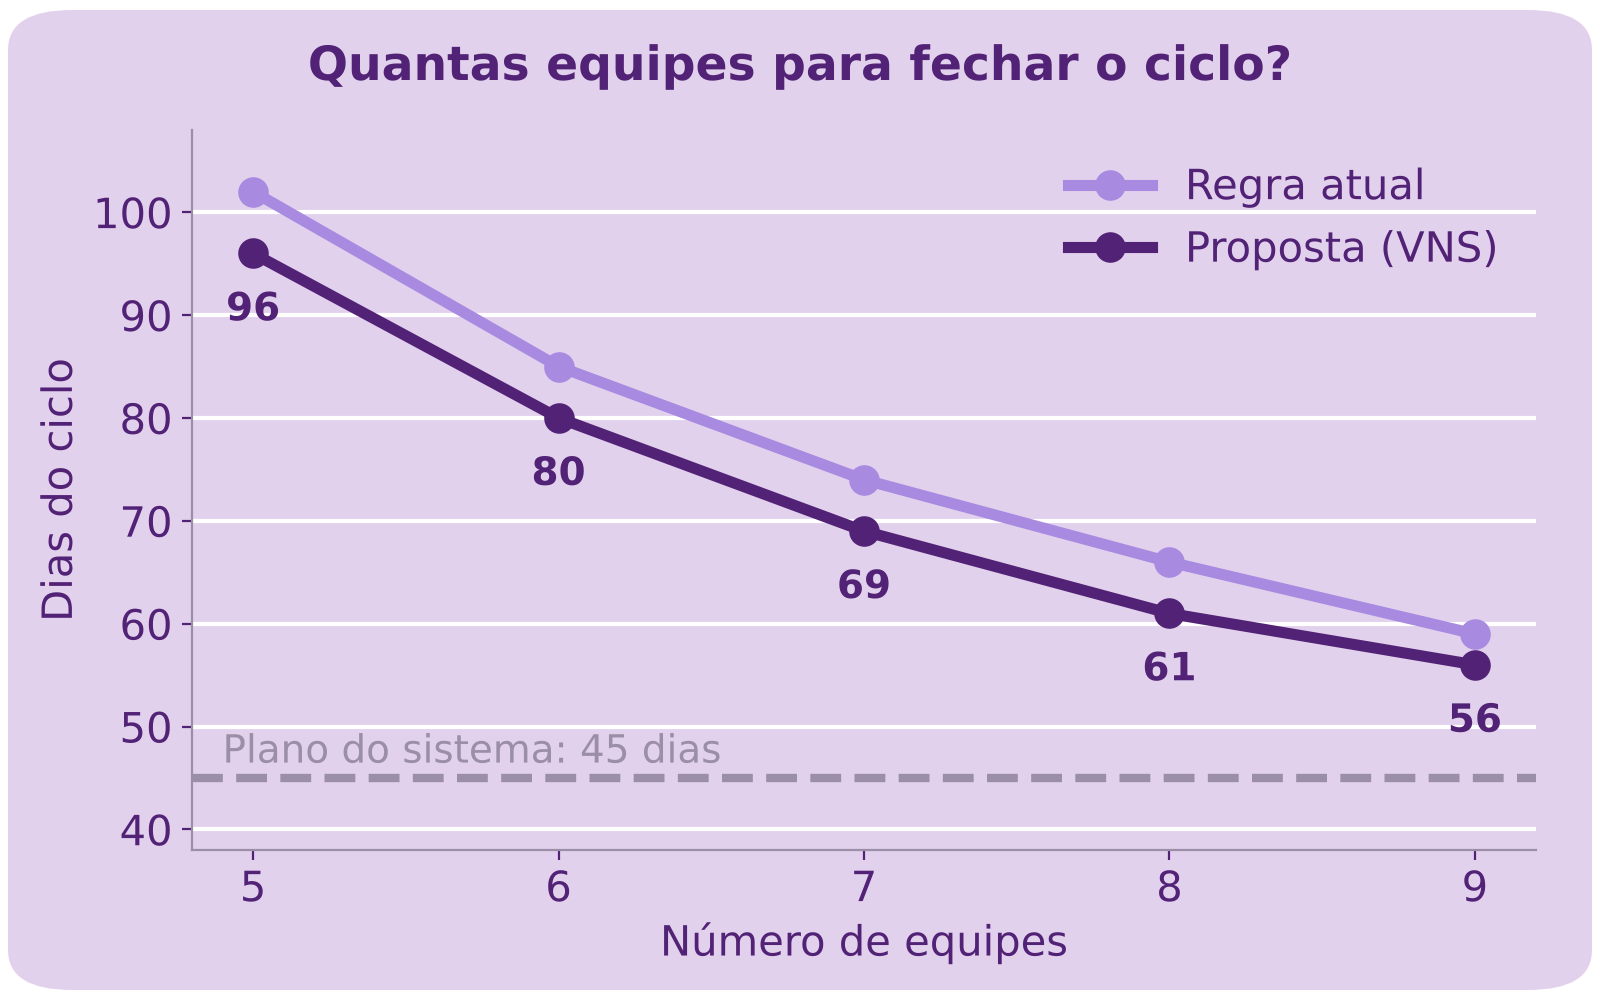 Quantas equipes para fechar o ciclo?
Regra atual
Proposta (VNS)
Dias do ciclo
100
90
80
70
60
50
40
96
80
69
61
56
Plano do sistema: 45 dias
5 6 7 8 9
Número de equipes